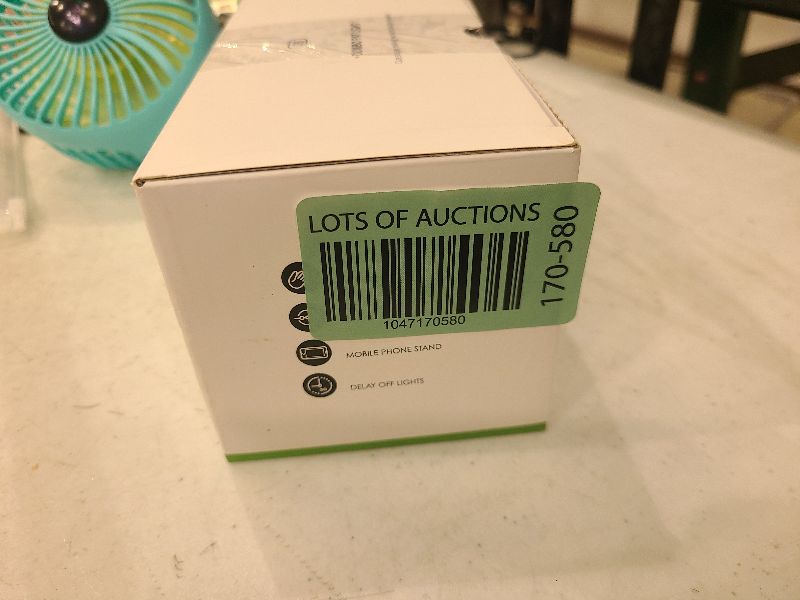 LOTS OF AUCTIONS
170-580
1047170580
MOBILE PHONE STAND
DELAY OFF LIGHTS